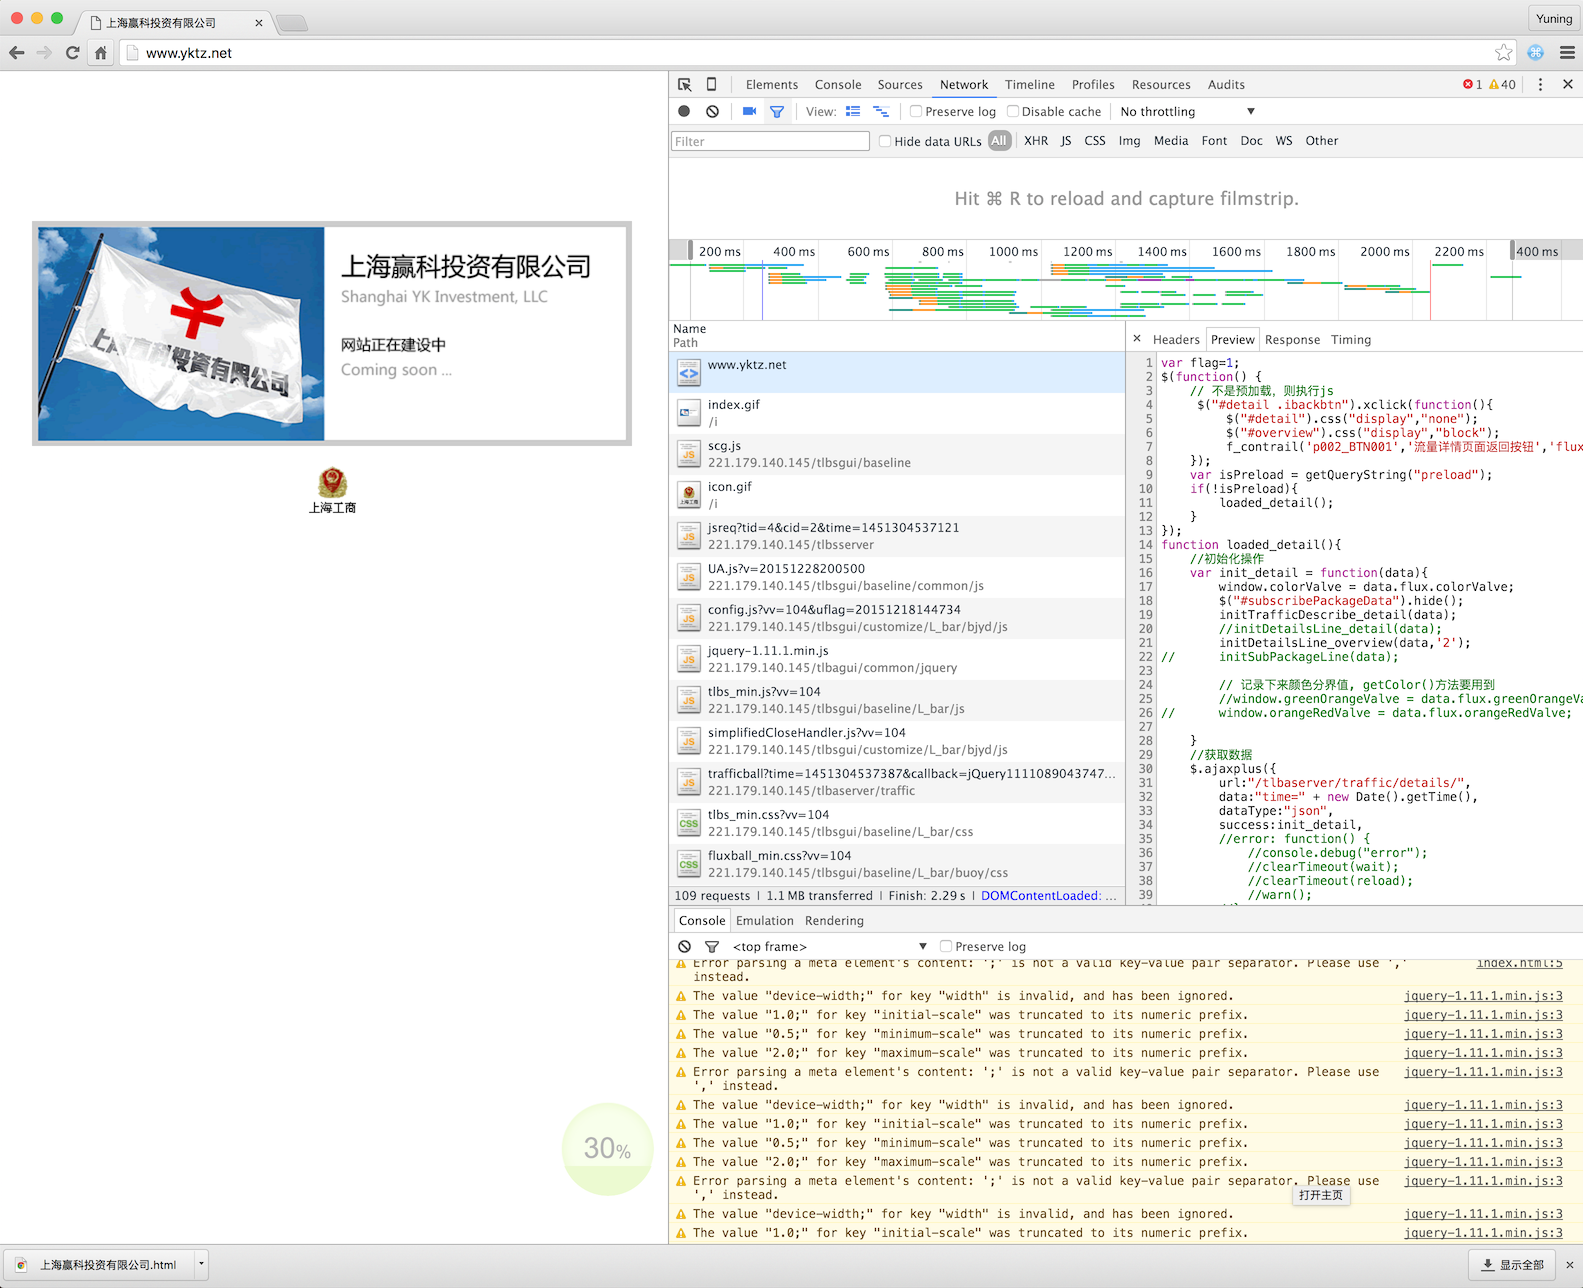 上海赢科投资有限公司
Yuning
www.yktz.net
上海赢科投資有限公司
上海赢科投资有限公司
Shanghai YK Investment, LLC
网站正在建设中
Coming soon ...
上海工商
30%
Elements Console Sources Network Timeline Profiles Resources Audits 1 40
View: Preserve log Disable cache No throttling
Filter Hide data URLs All XHR JS CSS Img Media Font Doc WS Other
Hit ⌘ R to reload and capture filmstrip.
200 ms 400 ms 600 ms 800 ms 1000 ms 1200 ms 1400 ms 1600 ms 1800 ms 2000 ms 2200 ms 400 ms
Name
Path
www.yktz.net
index.gif
/i
scg.js
221.179.140.145/tlbsgui/baseline
icon.gif
/i
jsreq?tid=4&cid=2&time=1451304537121
221.179.140.145/tlbsserver
UA.js?v=20151228200500
221.179.140.145/tlbsgui/baseline/common/js
config.js?vv=104&uflag=20151218144734
221.179.140.145/tlbsgui/customize/L_bar/bjyd/js
jquery-1.11.1.min.js
221.179.140.145/tlbagui/common/jquery
tlbs_min.js?vv=104
221.179.140.145/tlbsgui/baseline/L_bar/js
simplifiedCloseHandler.js?vv=104
221.179.140.145/tlbsgui/customize/L_bar/bjyd/js
trafficball?time=1451304537387&callback=jQuery1111089043747...
221.179.140.145/tlbaserver/traffic
tlbs_min.css?vv=104
221.179.140.145/tlbsgui/baseline/L_bar/css
fluxball_min.css?vv=104
221.179.140.145/tlbsgui/baseline/L_bar/buoy/css
109 requests | 1.1 MB transferred | Finish: 2.29 s | DOMContentLoaded: ...
Headers Preview Response Timing
1 var flag=1;
2 $(function() {
3 // 不是预加载，则执行js
4 $("#detail .ibackbtn").xclick(function(){
5 $("#detail").css("display","none");
6 $("#overview").css("display","block");
7 f_contrail('p002_BTN001','流量详情页面返回按钮','flux
8 });
9 var isPreload = getQueryString("preload");
10 if(!isPreload){
11 loaded_detail();
12 }
13 });
14 function loaded_detail(){
15 //初始化操作
16 var init_detail = function(data){
17 window.colorValve = data.flux.colorValve;
18 $("#subscribePackageData").hide();
19 initTrafficDescribe_detail(data);
20 //initDetailsLine_detail(data);
21 initDetailsLine_overview(data,'2');
22 // initSubPackageLine(data);
23
24 // 记录下来颜色分界值, getColor()方法要用到
25 //window.greenOrangeValve = data.flux.greenOrangeVa
26 // window.orangeRedValve = data.flux.orangeRedValve;
27
28 }
29 //获取数据
30 $.ajaxplus({
31 url:"/tlbaserver/traffic/details/",
32 data:"time=" + new Date().getTime(),
33 dataType:"json",
34 success:init_detail,
35 //error: function() {
36 //console.debug("error");
37 //clearTimeout(wait);
38 //clearTimeout(reload);
39 //warn();
Console Emulation Rendering
<top frame> Preserve log
Error parsing a meta element's content: ';' is not a valid key-value pair separator. Please use ',' index.html:5
instead.
The value "device-width;" for key "width" is invalid, and has been ignored. jquery-1.11.1.min.js:3
The value "1.0;" for key "initial-scale" was truncated to its numeric prefix. jquery-1.11.1.min.js:3
The value "0.5;" for key "minimum-scale" was truncated to its numeric prefix. jquery-1.11.1.min.js:3
The value "2.0;" for key "maximum-scale" was truncated to its numeric prefix. jquery-1.11.1.min.js:3
Error parsing a meta element's content: ';' is not a valid key-value pair separator. Please use jquery-1.11.1.min.js:3
',' instead.
The value "device-width;" for key "width" is invalid, and has been ignored. jquery-1.11.1.min.js:3
The value "1.0;" for key "initial-scale" was truncated to its numeric prefix. jquery-1.11.1.min.js:3
The value "0.5;" for key "minimum-scale" was truncated to its numeric prefix. jquery-1.11.1.min.js:3
The value "2.0;" for key "maximum-scale" was truncated to its numeric prefix. jquery-1.11.1.min.js:3
Error parsing a meta element's content: ';' is not a valid key-value pair separator. Please use jquery-1.11.1.min.js:3
',' instead.
打开主页
The value "device-width;" for key "width" is invalid, and has been ignored. jquery-1.11.1.min.js:3
The value "1.0;" for key "initial-scale" was truncated to its numeric prefix. jquery-1.11.1.min.js:3
上海赢科投资有限公司.html
显示全部